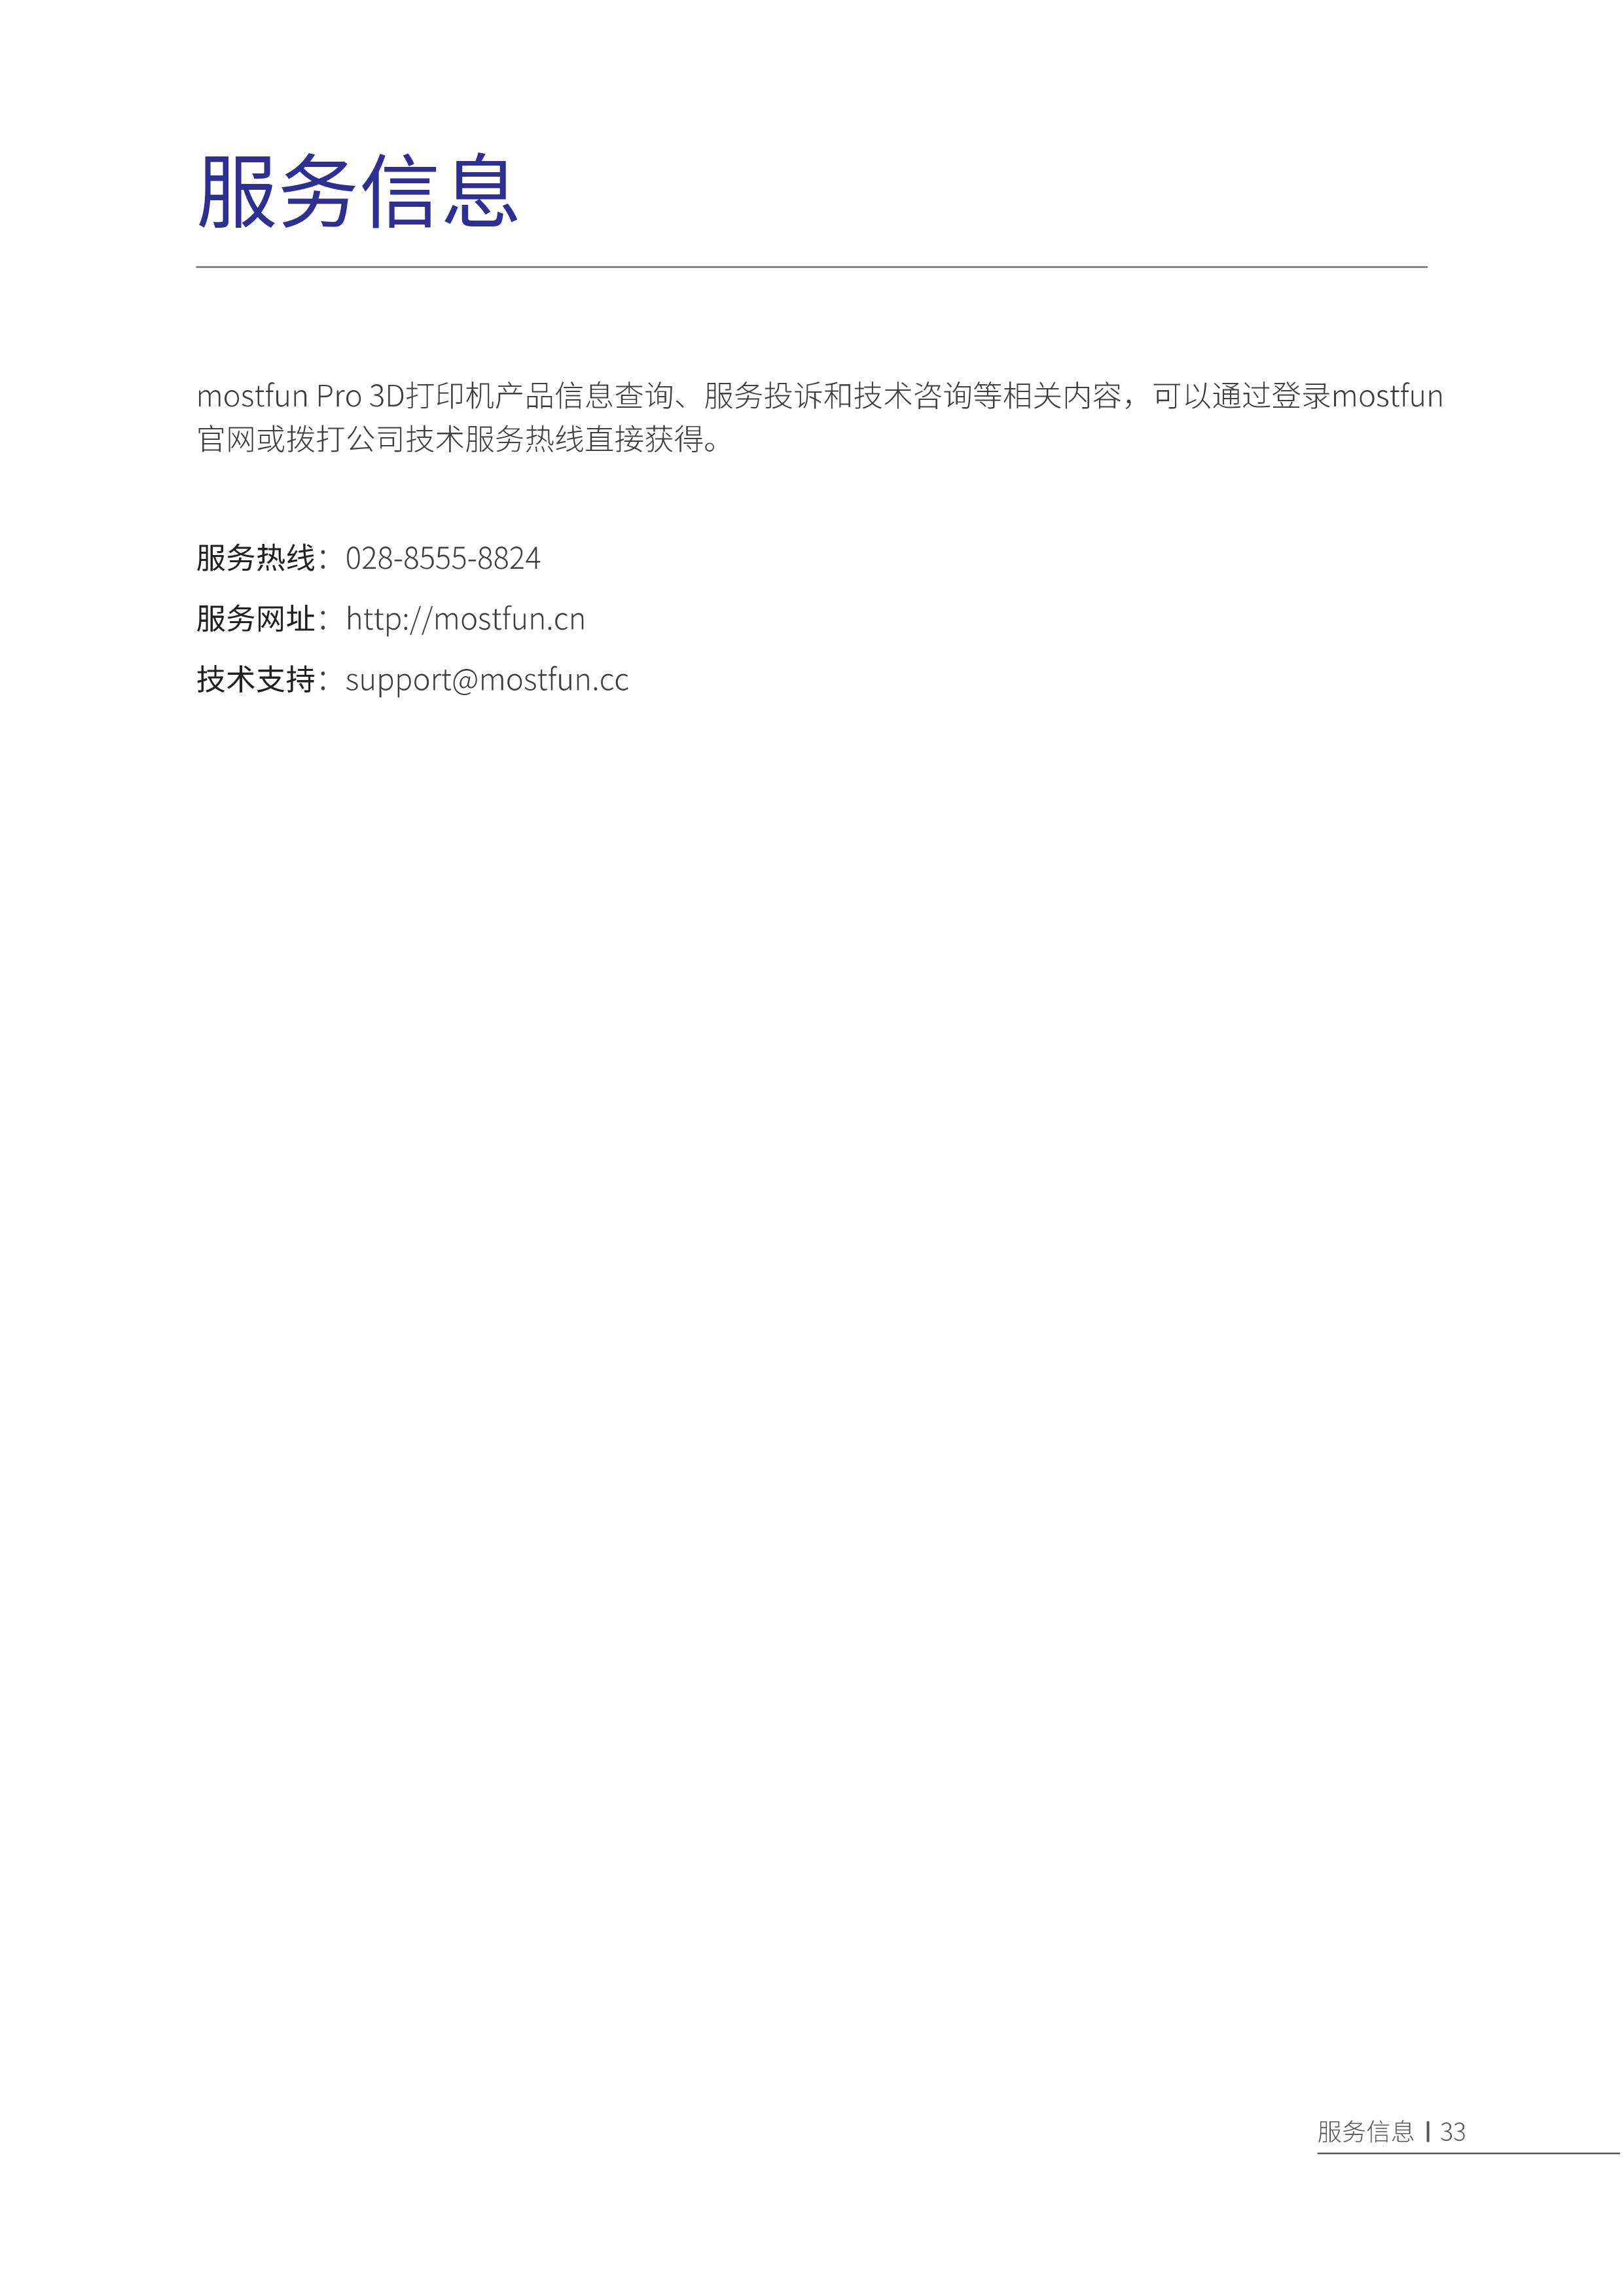 服务信息
mostfun Pro 3D打印机产品信息查询、服务投诉和技术咨询等相关内容，可以通过登录mostfun
官网或拨打公司技术服务热线直接获得。
服务热线：028-8555-8824
服务网址：http://mostfun.cn
技术支持：support@mostfun.cc
服务信息 | 33